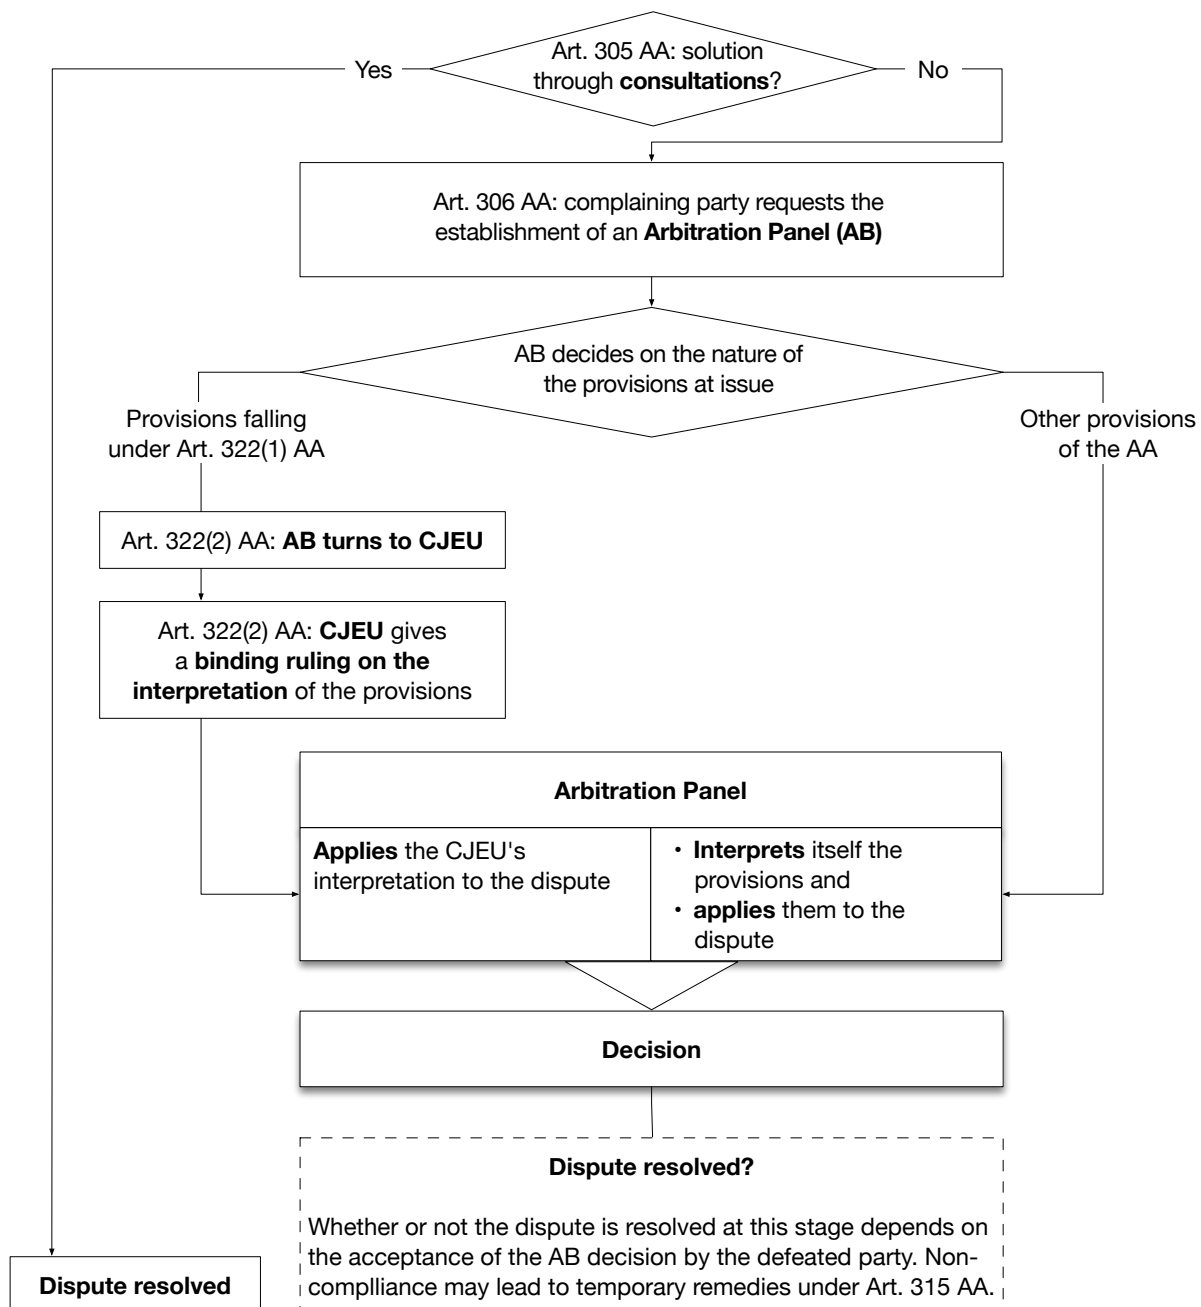 Art. 305 AA: solution
through consultations?
Yes
No
Art. 306 AA: complaining party requests the
establishment of an Arbitration Panel (AB)
AB decides on the nature of
the provisions at issue
Provisions falling
under Art. 322(1) AA
Other provisions
of the AA
Art. 322(2) AA: AB turns to CJEU
Art. 322(2) AA: CJEU gives
a binding ruling on the
interpretation of the provisions
Arbitration Panel
Applies the CJEU's
interpretation to the dispute
• Interprets itself the
provisions and
• applies them to the
dispute
Decision
Dispute resolved?
Whether or not the dispute is resolved at this stage depends on
the acceptance of the AB decision by the defeated party. Non-
complliance may lead to temporary remedies under Art. 315 AA.
Dispute resolved